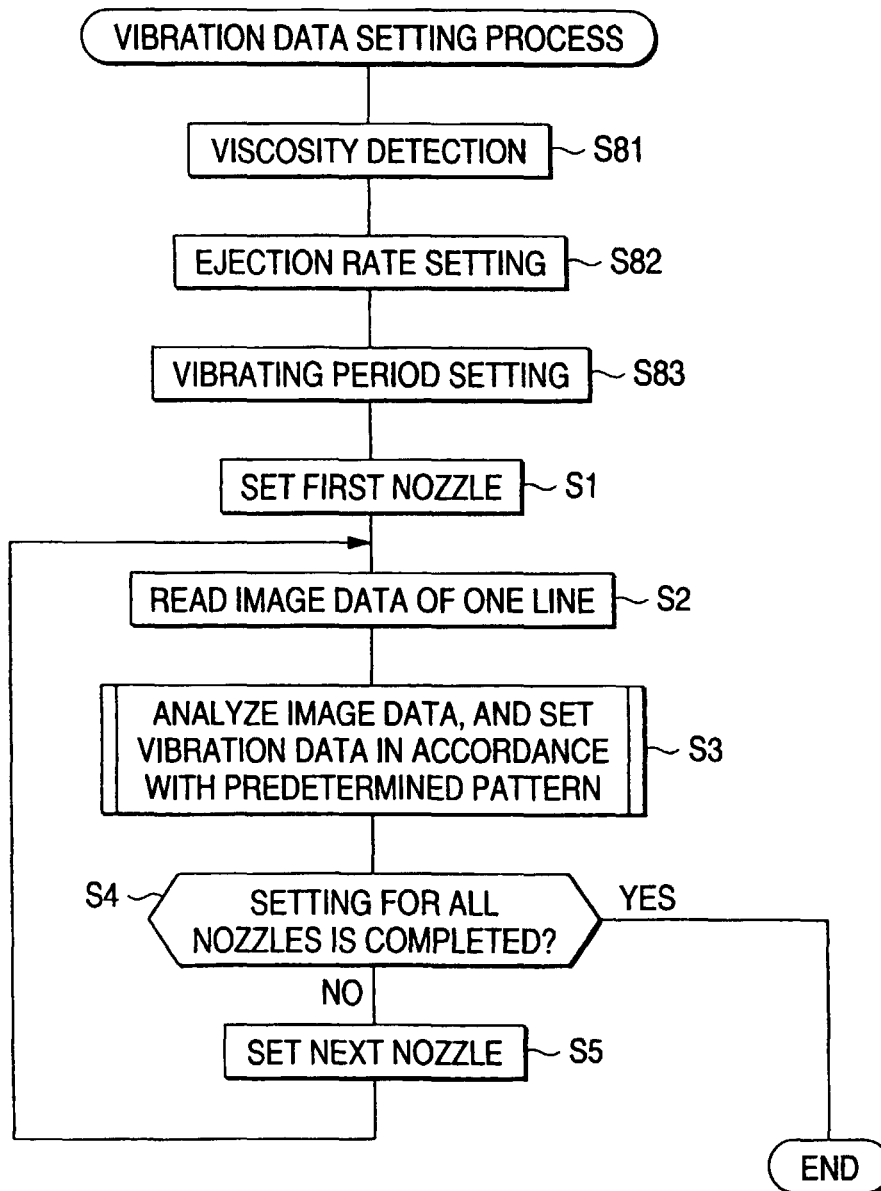 VIBRATION DATA SETTING PROCESS
VISCOSITY DETECTION
S81
EJECTION RATE SETTING
S82
VIBRATING PERIOD SETTING
S83
SET FIRST NOZZLE
S1
READ IMAGE DATA OF ONE LINE
S2
ANALYZE IMAGE DATA, AND SET
VIBRATION DATA IN ACCORDANCE
WITH PREDETERMINED PATTERN
S3
S4
SETTING FOR ALL
NOZZLES IS COMPLETED?
YES
NO
SET NEXT NOZZLE
S5
END